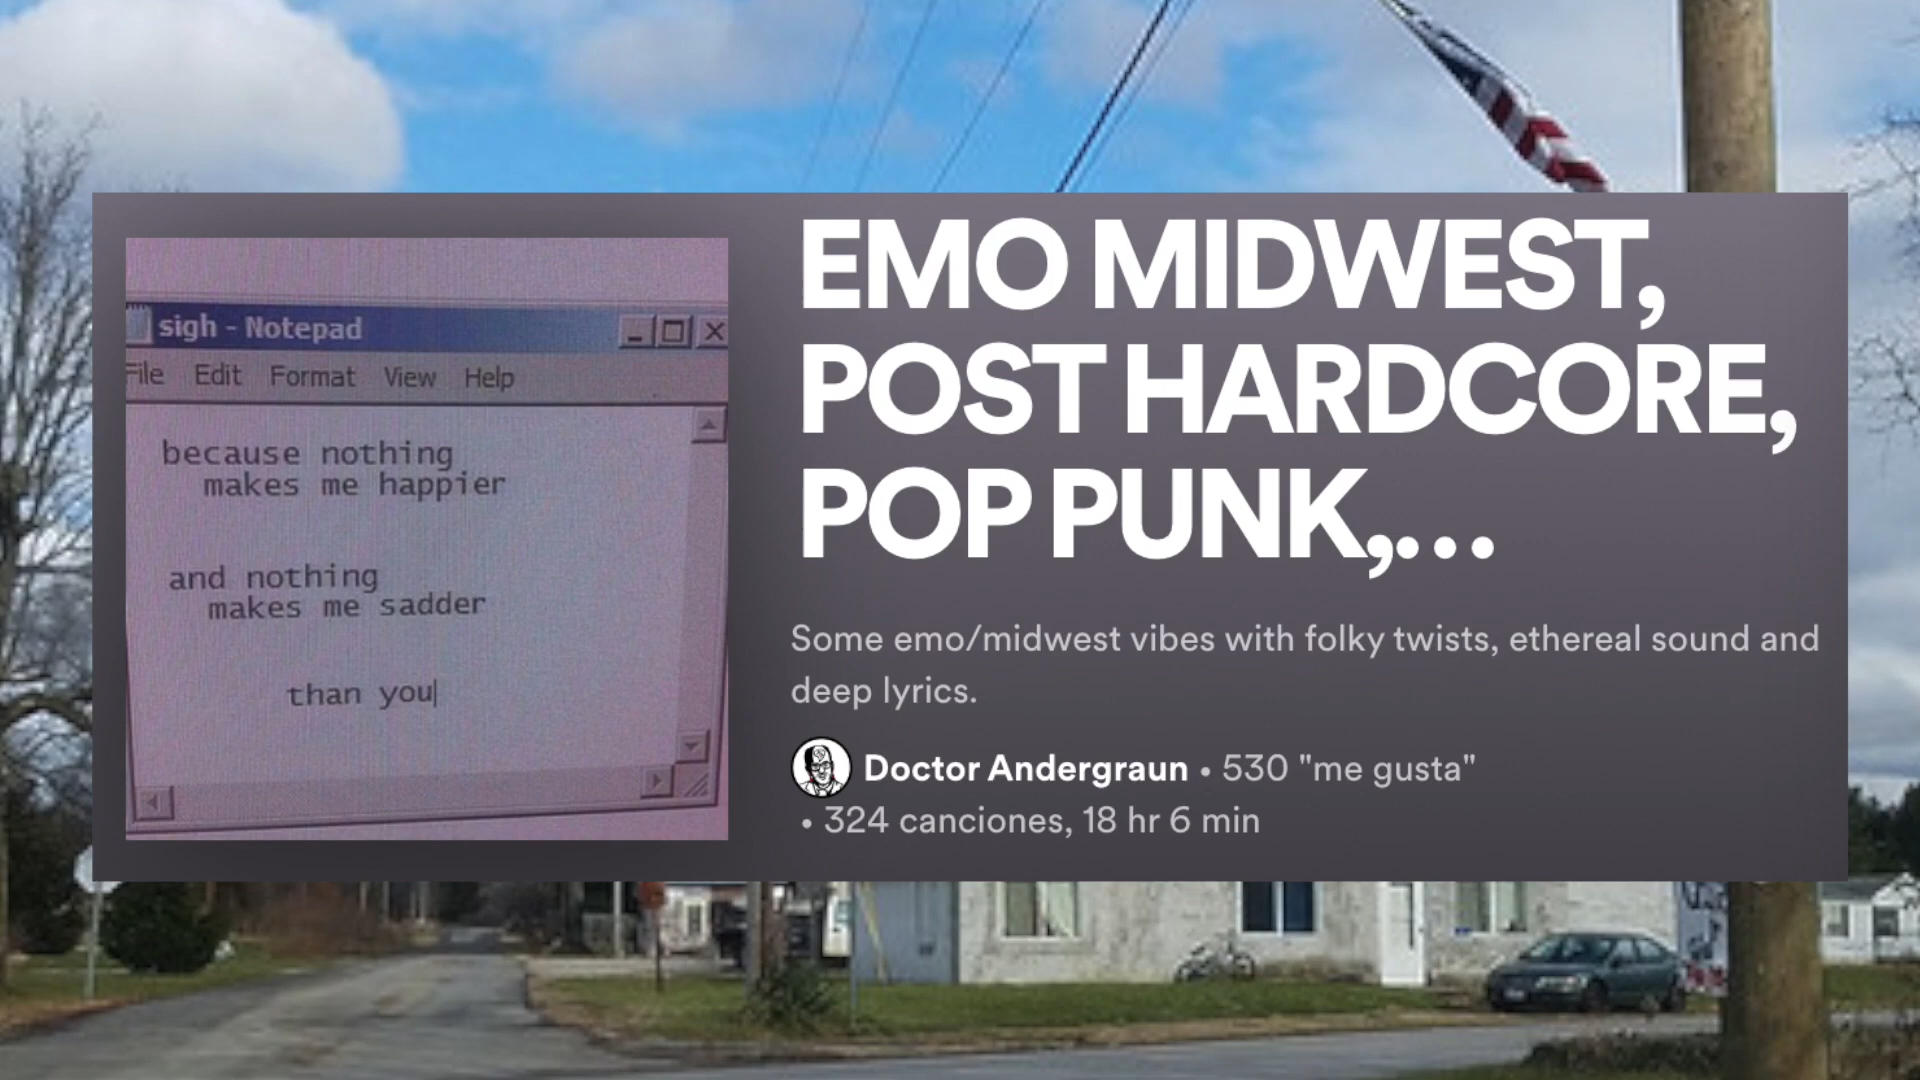 sigh - Notepad
File Edit Format View Help
because nothing
makes me happier
and nothing
makes me sadder
than you
EMO MIDWEST,
POST HARDCORE,
POP PUNK,...
Some emo/midwest vibes with folky twists, ethereal sound and
deep lyrics.
Doctor Andergraun • 530 "me gusta"
• 324 canciones, 18 hr 6 min